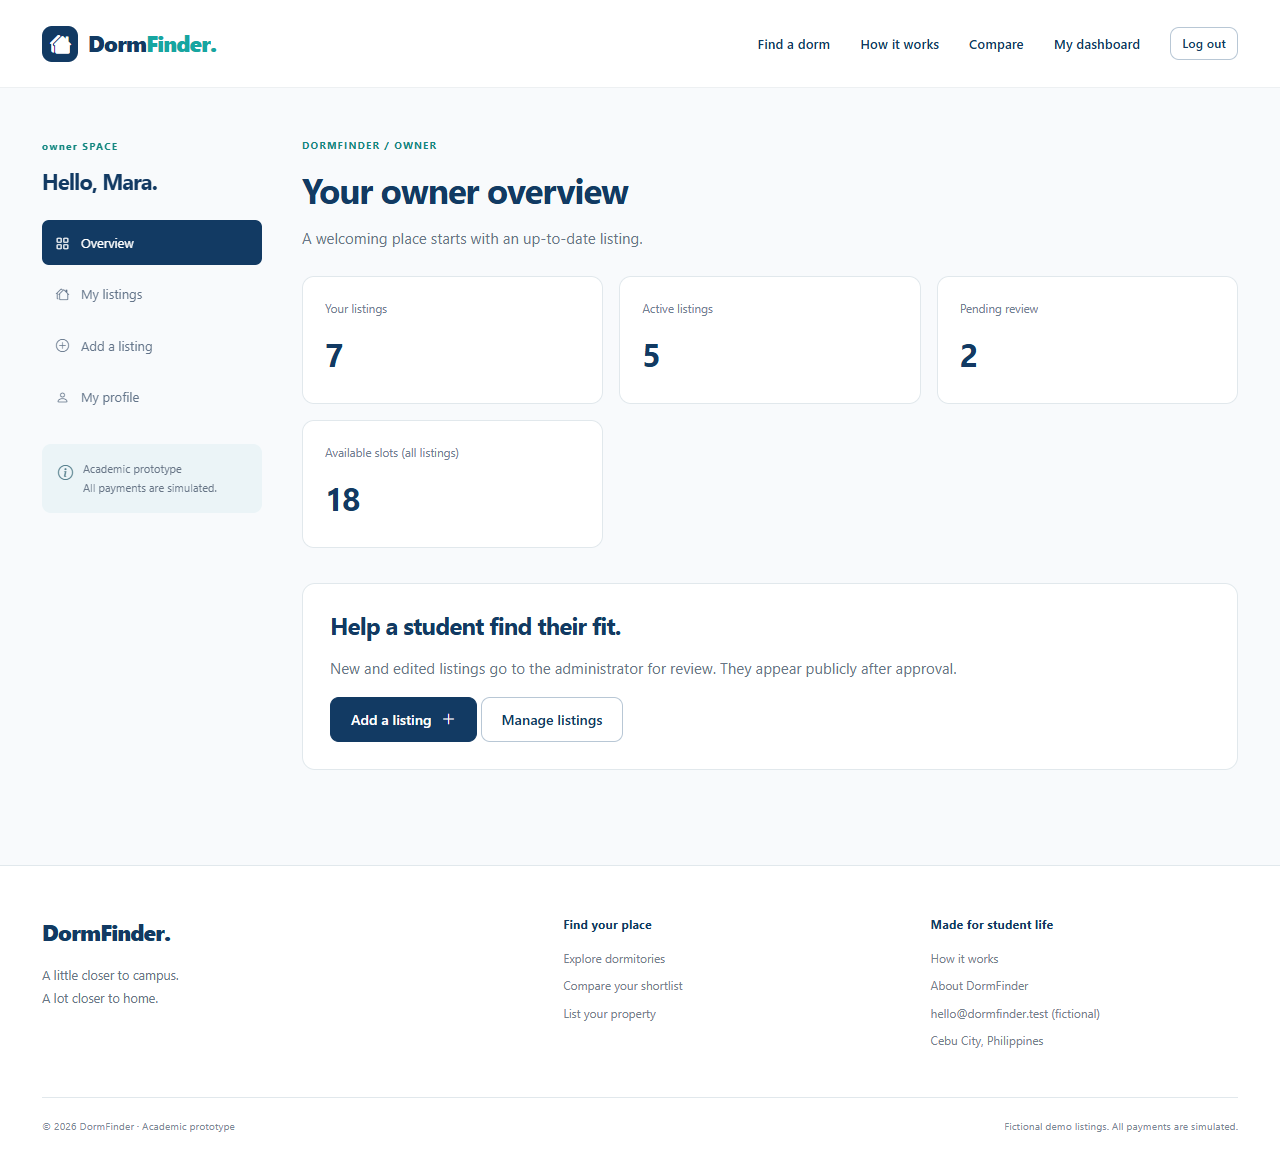 DormFinder.
Find a dorm
How it works
Compare
My dashboard
Log out
owner SPACE
Hello, Mara.
Overview
My listings
Add a listing
My profile
Academic prototype
All payments are simulated.
DORMFINDER / OWNER
Your owner overview
A welcoming place starts with an up-to-date listing.
Your listings
7
Active listings
5
Pending review
2
Available slots (all listings)
18
Help a student find their fit.
New and edited listings go to the administrator for review. They appear publicly after approval.
Add a listing
Manage listings
DormFinder.
A little closer to campus.
A lot closer to home.
Find your place
Explore dormitories
Compare your shortlist
List your property
Made for student life
How it works
About DormFinder
hello@dormfinder.test (fictional)
Cebu City, Philippines
© 2026 DormFinder · Academic prototype
Fictional demo listings. All payments are simulated.